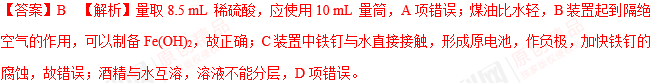 【答案】B 【解析】量取 8.5 mL 稀硫酸，应使用 10 mL 量筒，A 项错误；煤油比水轻，B 装置起到隔绝
空气的作用，可以制备 Fe(OH)₂，故正确；C 装置中铁钉与水直接接触，形成原电池，作负极，加快铁钉的
腐蚀，故错误；酒精与水互溶，溶液不能分层，D 项错误。